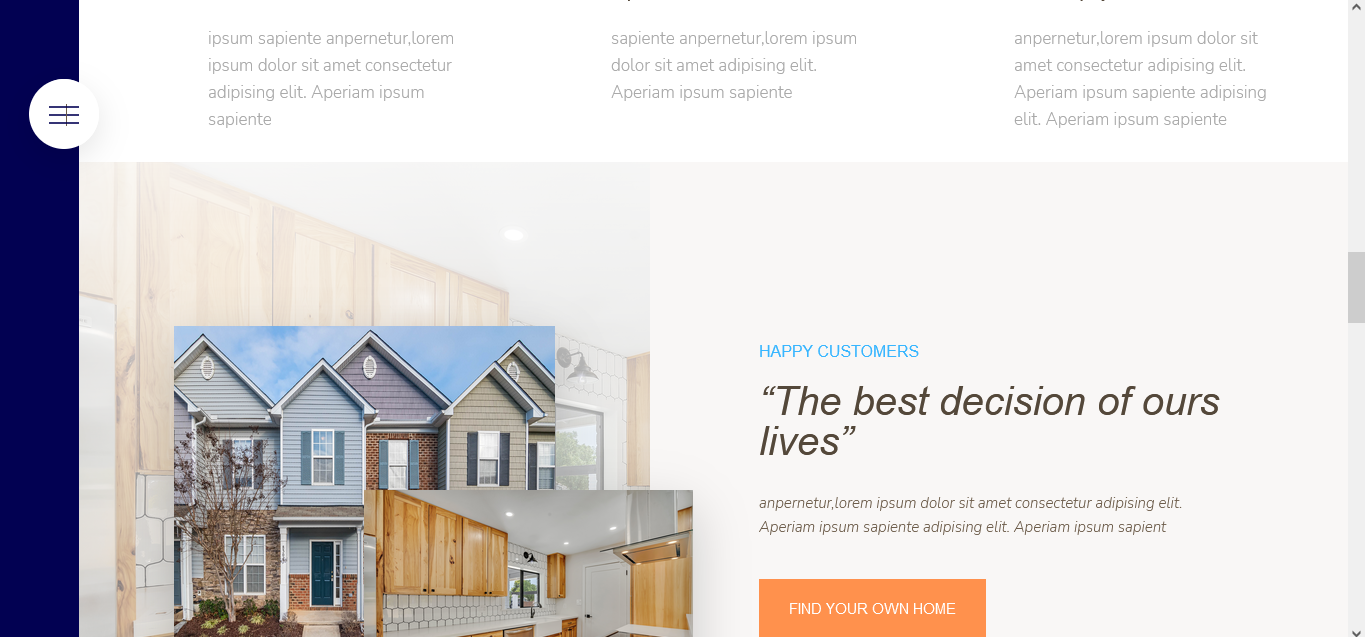 ipsum sapiente anpernetur,lorem
ipsum dolor sit amet consectetur
adipising elit. Aperiam ipsum
sapiente
sapiente anpernetur,lorem ipsum
dolor sit amet adipising elit.
Aperiam ipsum sapiente
anpernetur,lorem ipsum dolor sit
amet consectetur adipising elit.
Aperiam ipsum sapiente adipising
elit. Aperiam ipsum sapiente
HAPPY CUSTOMERS
“The best decision of ours
lives”
anpernetur,lorem ipsum dolor sit amet consectetur adipising elit.
Aperiam ipsum sapiente adipising elit. Aperiam ipsum sapient
FIND YOUR OWN HOME